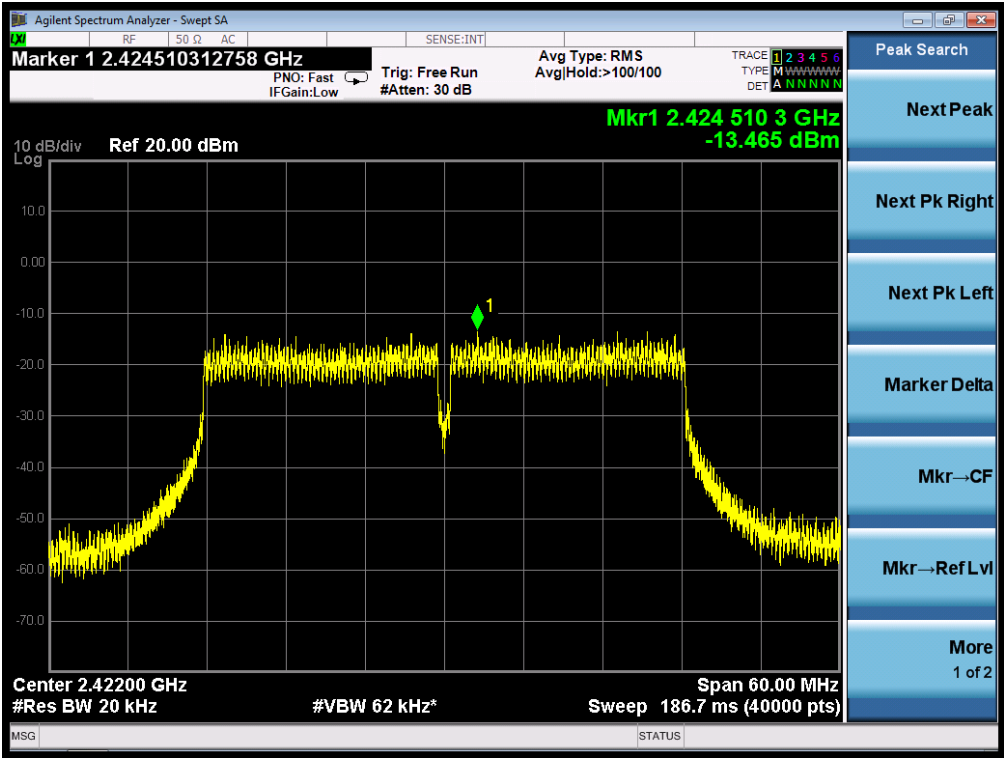 Agilent Spectrum Analyzer - Swept SA
LXI RF 50 Ω AC SENSE:INT
Marker 1 2.424510312758 GHz
PNO: Fast
IFGain:Low
Trig: Free Run
#Atten: 30 dB
Avg Type: RMS
Avg|Hold:>100/100
TRACE 1 2 3 4 5 6
TYPE M WWWWW
DET A N N N N N
Mkr1 2.424 510 3 GHz
-13.465 dBm
10 dB/div
Log
Ref 20.00 dBm
10.0
0.00
-10.0
-20.0
-30.0
-40.0
-50.0
-60.0
-70.0
1
Center 2.42200 GHz
#Res BW 20 kHz
#VBW 62 kHz*
Span 60.00 MHz
Sweep 186.7 ms (40000 pts)
MSG
STATUS
Peak Search
Next Peak
Next Pk Right
Next Pk Left
Marker Delta
Mkr→CF
Mkr→Ref Lvl
More
1 of 2